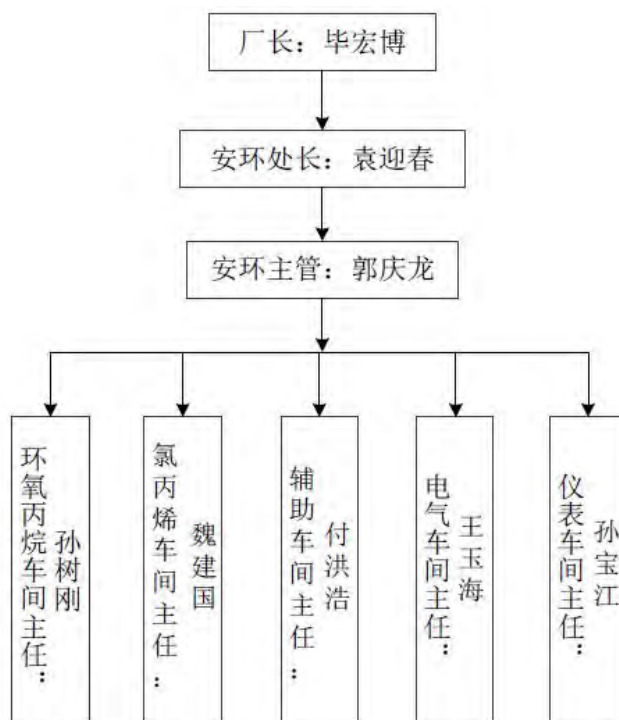 厂长：毕宏博
安环处长：袁迎春
安环主管：郭庆龙
环氧丙烷车间主任：
孙树刚
氯丙烯车间主任：
魏建国
辅助车间主任：
付洪浩
电气车间主任：
王玉海
仪表车间主任：
孙宝江